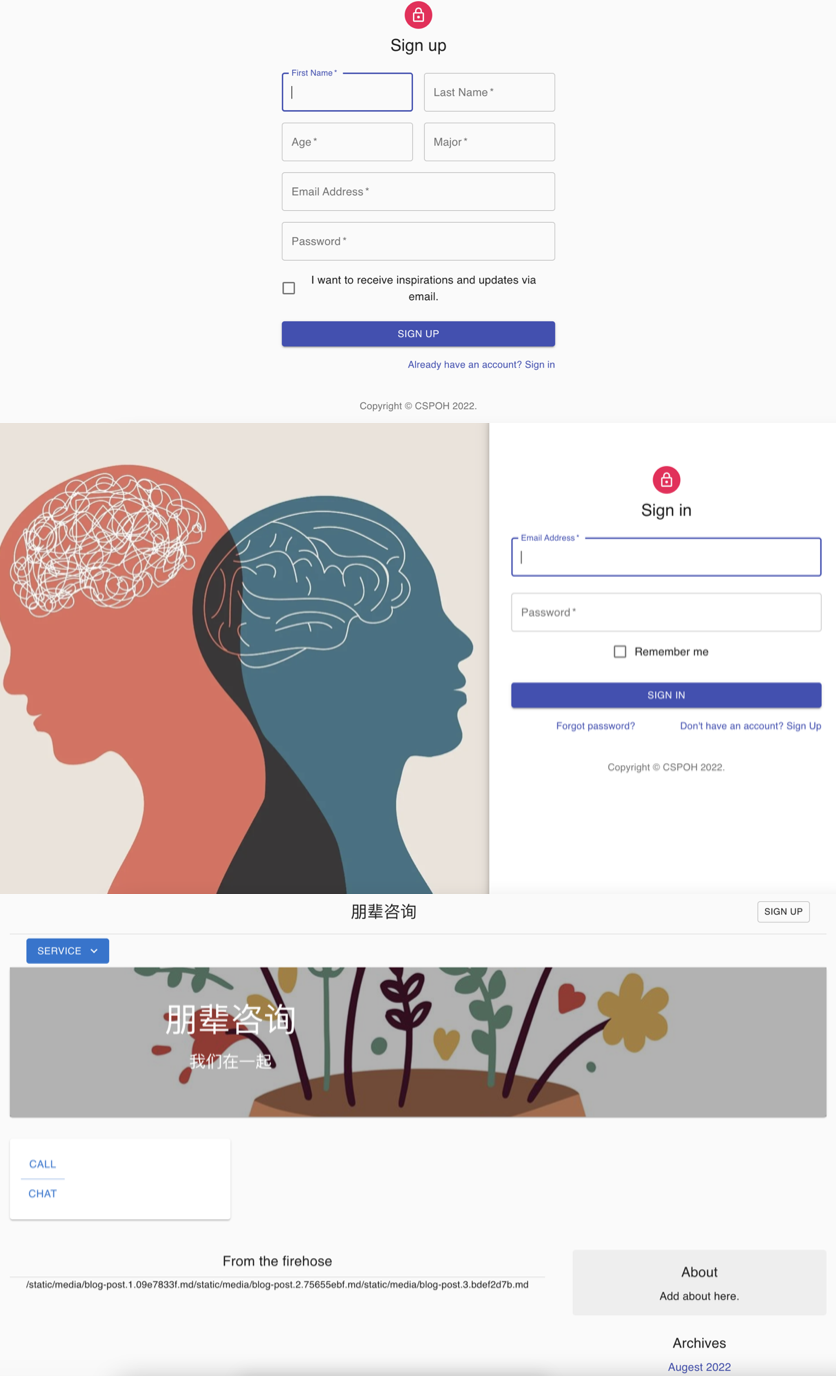 Sign up
First Name *
Last Name *
Age *
Major *
Email Address *
Password *
I want to receive inspirations and updates via
email.
SIGN UP
Already have an account? Sign in
Copyright © CSPOH 2022.
Sign in
Email Address *
Password *
Remember me
SIGN IN
Forgot password?
Don't have an account? Sign Up
Copyright © CSPOH 2022.
朋辈咨询
SIGN UP
SERVICE
朋辈咨询
我们在一起
CALL
CHAT
From the firehose
/static/media/blog-post.1.09e7833f.md/static/media/blog-post.2.75655ebf.md/static/media/blog-post.3.bdef2d7b.md
About
Add about here.
Archives
Augest 2022